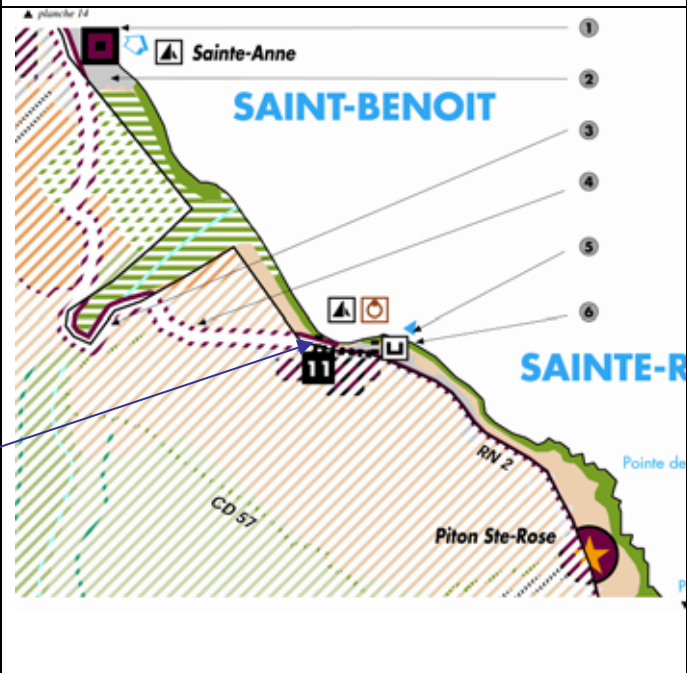 ▲ planche 14
1
Sainte-Anne
2
SAINT-BENOIT
3
4
5
6
11
SAINTE-R
RN 2
Pointe de
CD 57
Piton Ste-Rose
P